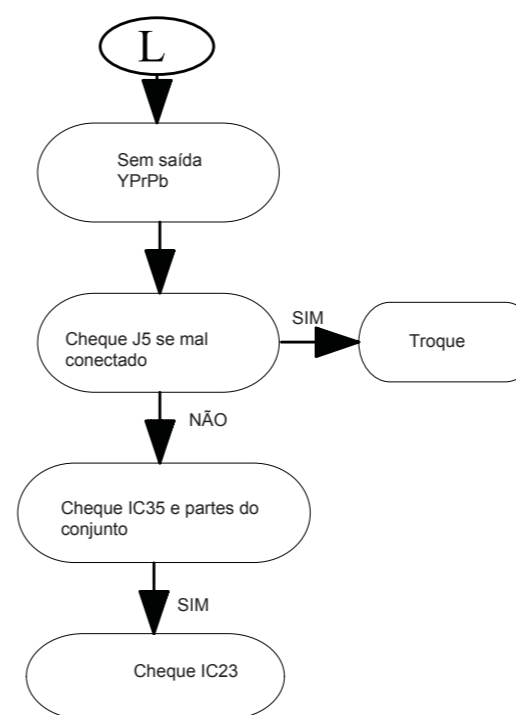 L
Sem saída
YPrPb
Cheque J5 se mal
conectado
SIM
Troque
NÃO
Cheque IC35 e partes do
conjunto
SIM
Cheque IC23